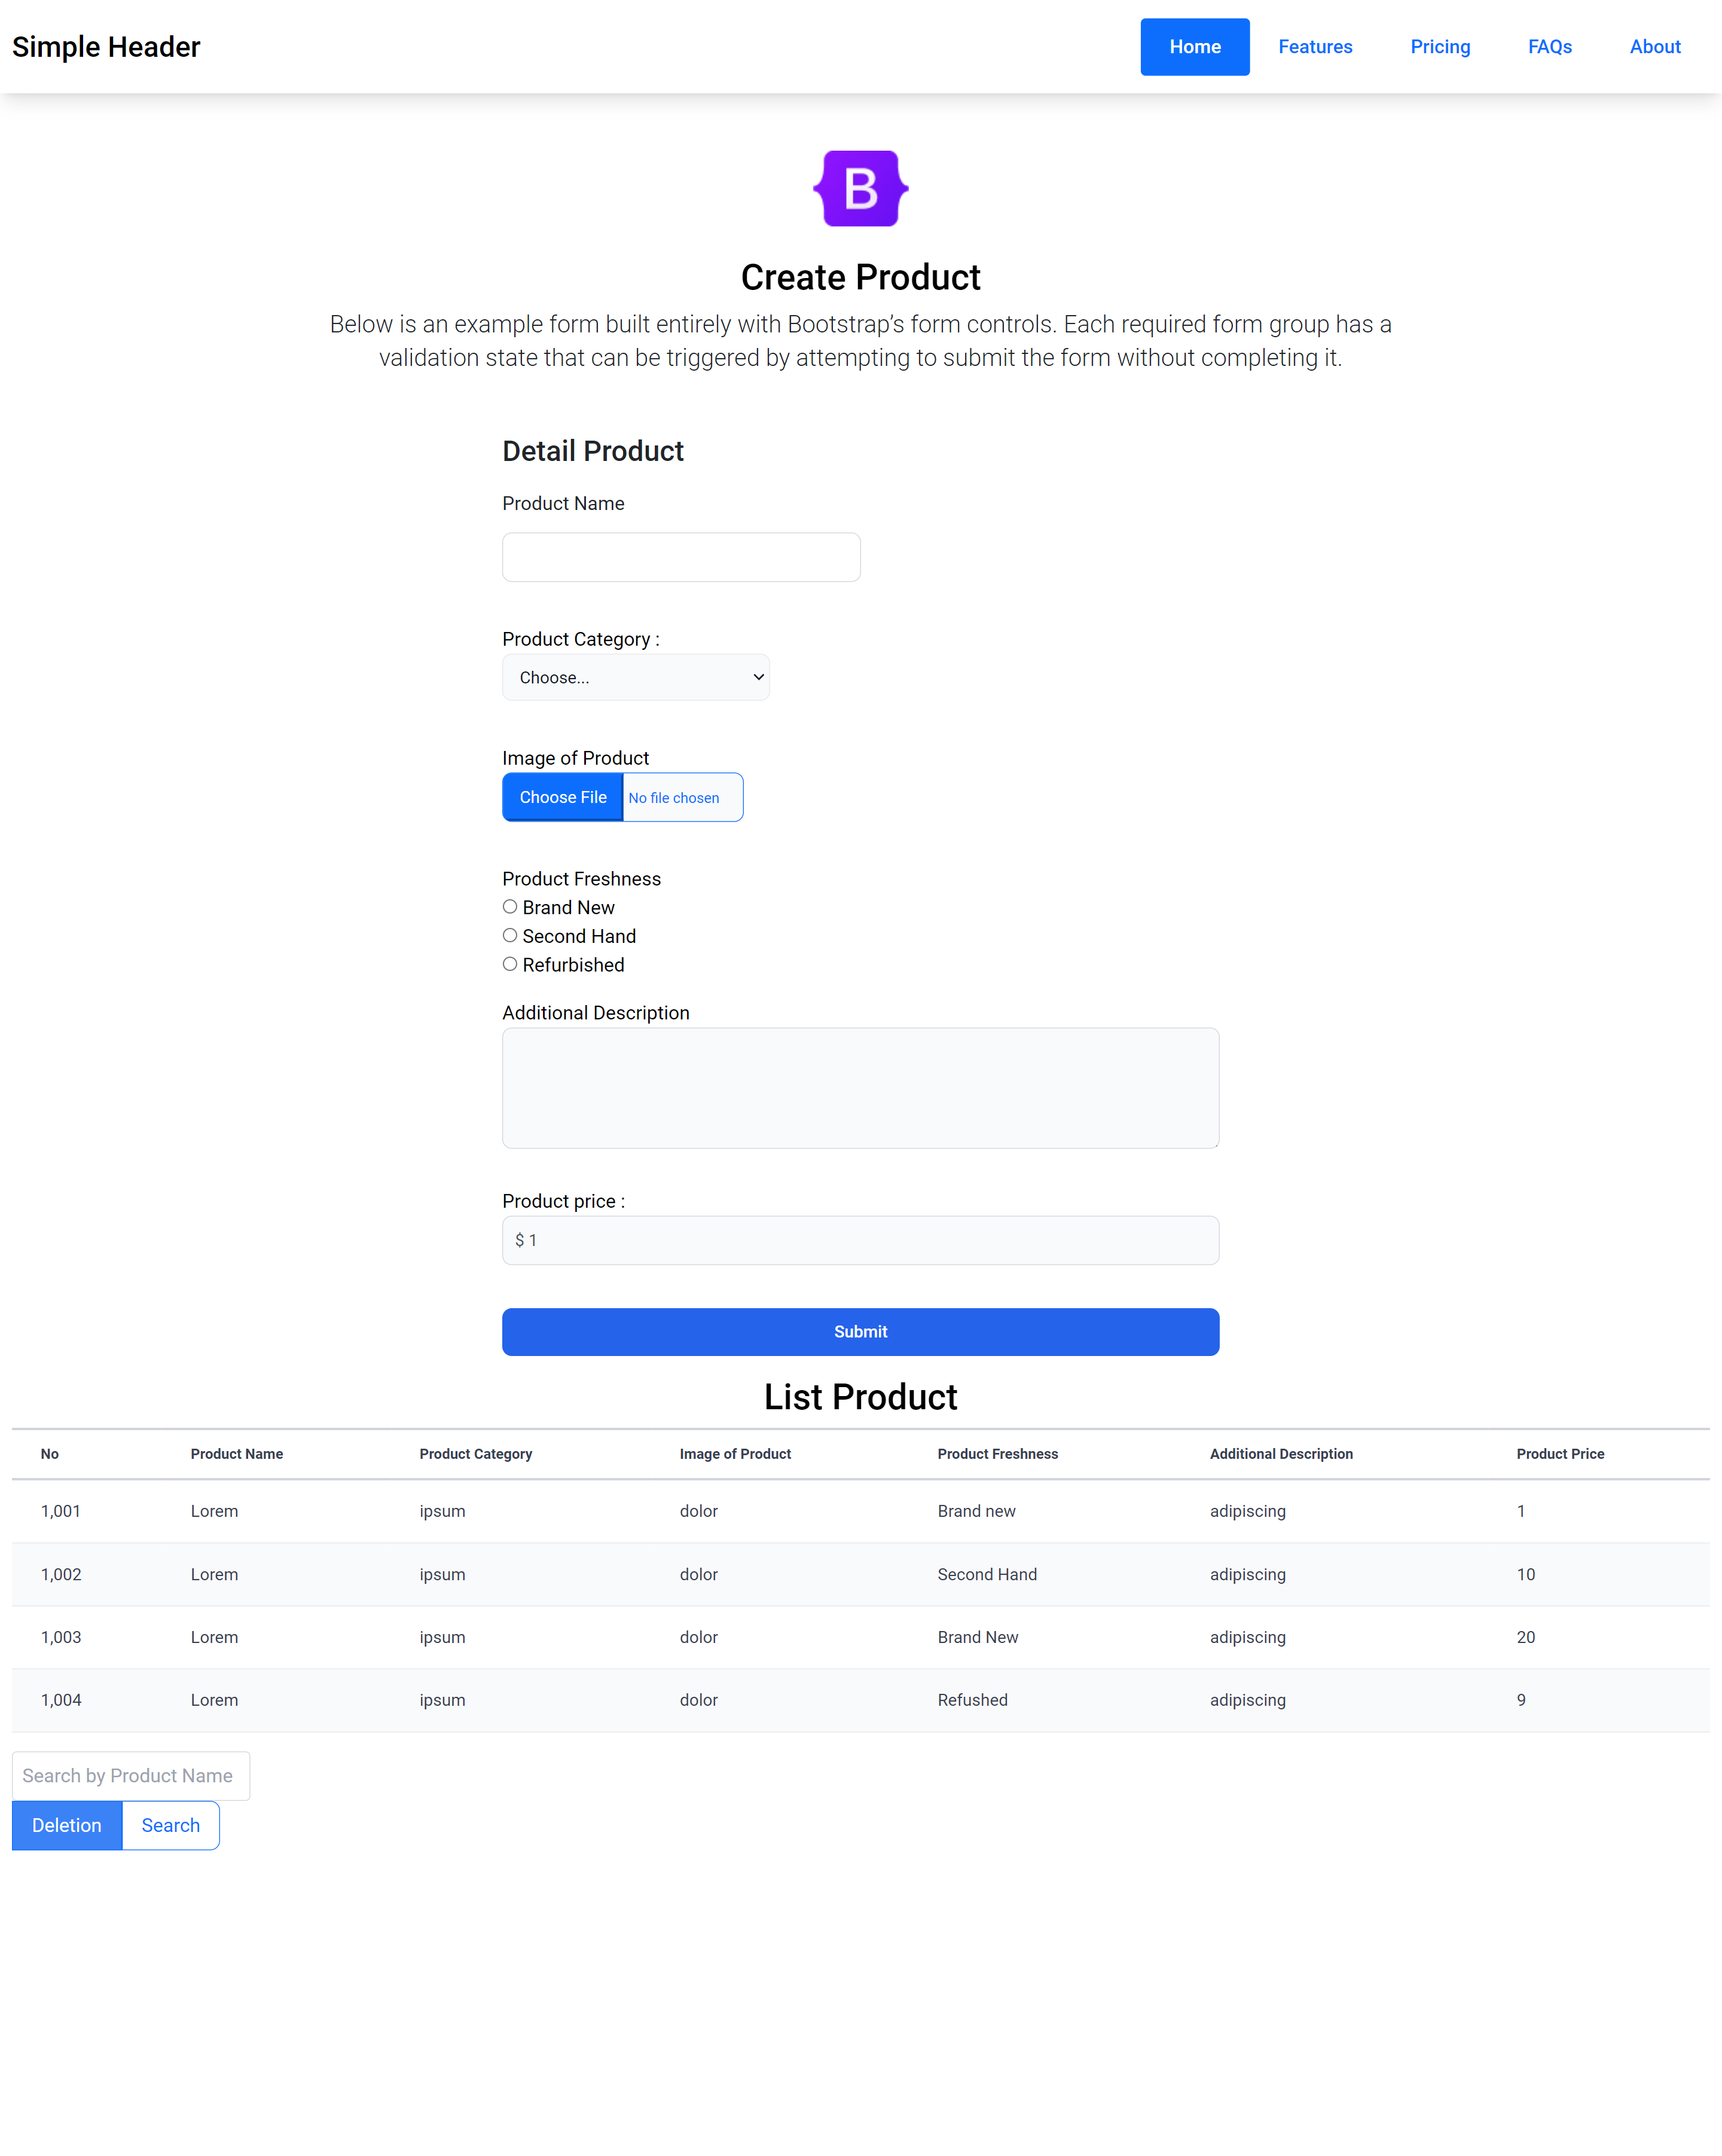 Simple Header
Home Features Pricing FAQs About
B
Create Product
Below is an example form built entirely with Bootstrap’s form controls. Each required form group has a
validation state that can be triggered by attempting to submit the form without completing it.
Detail Product
Product Name
Product Category :
Choose...
Image of Product
Choose File No file chosen
Product Freshness
Brand New
Second Hand
Refurbished
Additional Description
Product price :
$ 1
Submit
List Product
No Product Name Product Category Image of Product Product Freshness Additional Description Product Price
1,001 Lorem ipsum dolor Brand new adipiscing 1
1,002 Lorem ipsum dolor Second Hand adipiscing 10
1,003 Lorem ipsum dolor Brand New adipiscing 20
1,004 Lorem ipsum dolor Refushed adipiscing 9
Search by Product Name
Deletion Search